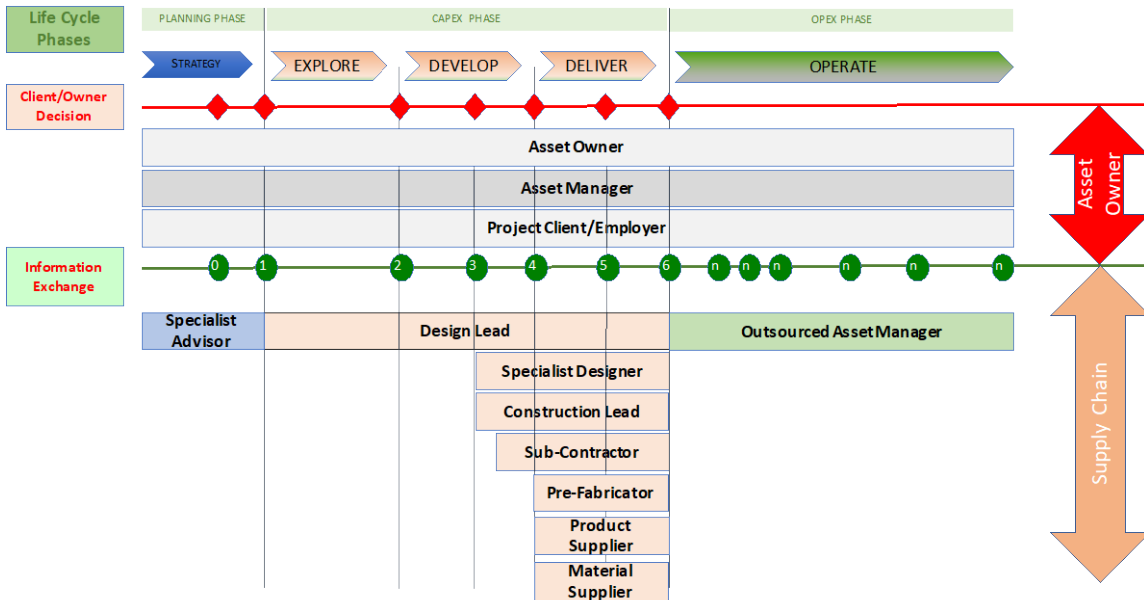 Life Cycle
Phases
PLANNING PHASE
CAPEX PHASE
OPEX PHASE
STRATEGY
EXPLORE
DEVELOP
DELIVER
OPERATE
Client/Owner
Decision
Asset Owner
Asset Manager
Project Client/Employer
Asset
Owner
Information
Exchange
0 1 2 3 4 5 6 n n n n n n
Specialist
Advisor
Design Lead
Outsourced Asset Manager
Specialist Designer
Construction Lead
Sub-Contractor
Pre-Fabricator
Product
Supplier
Material
Supplier
Supply Chain